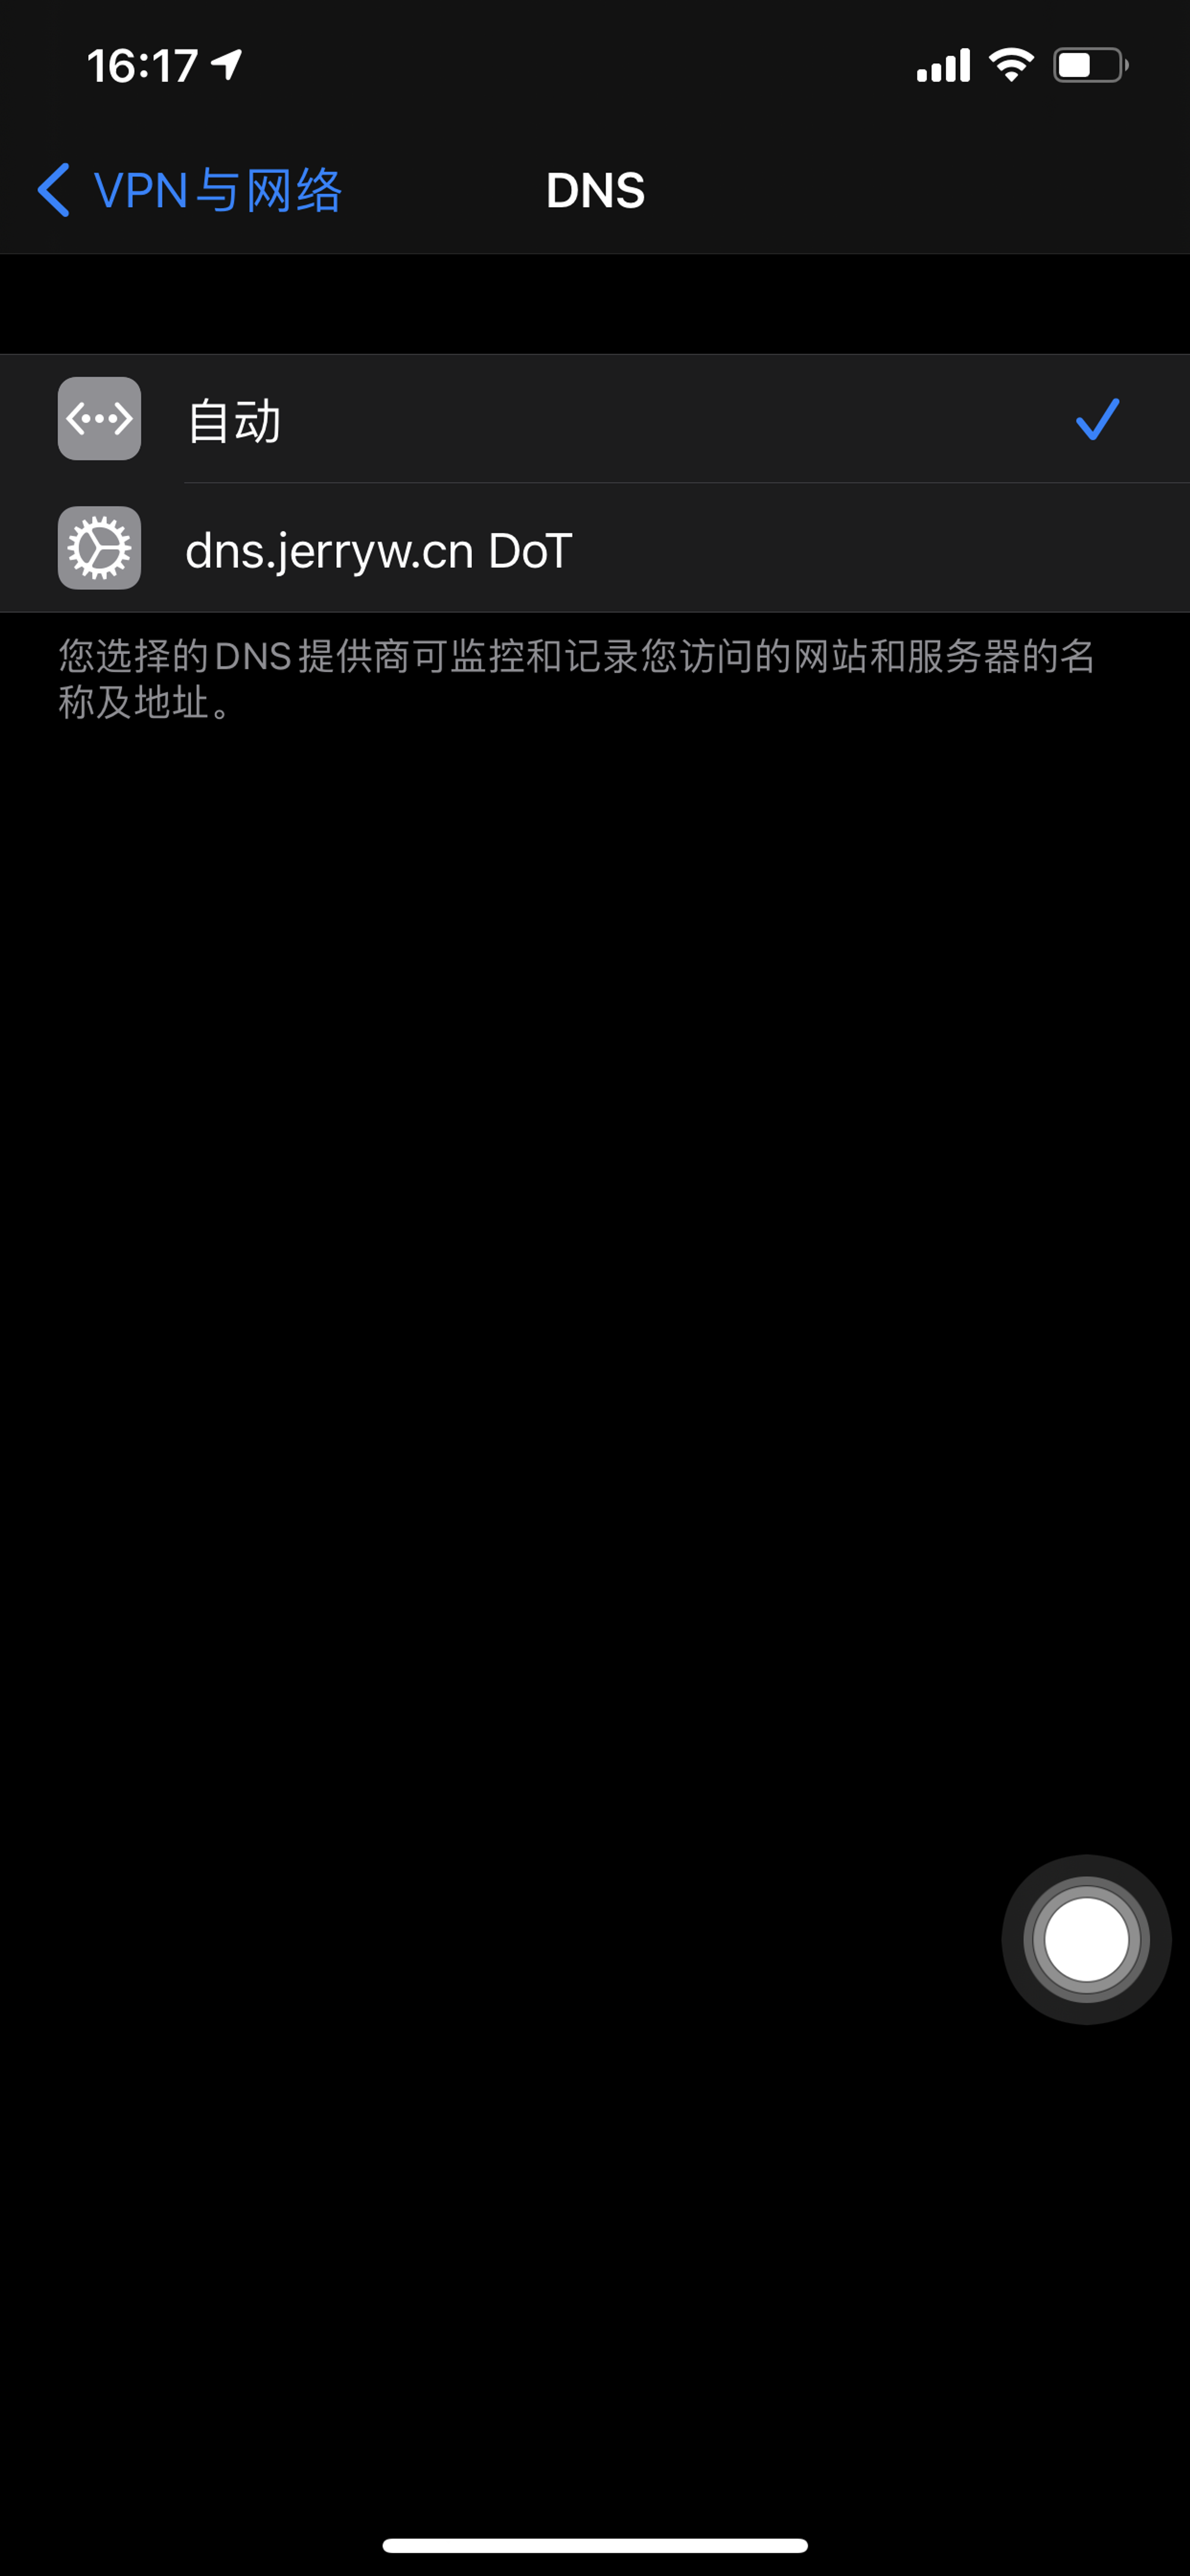 16:17
VPN与网络
DNS
自动
dns.jerryw.cn DoT
您选择的DNS提供商可监控和记录您访问的网站和服务器的名
称及地址。